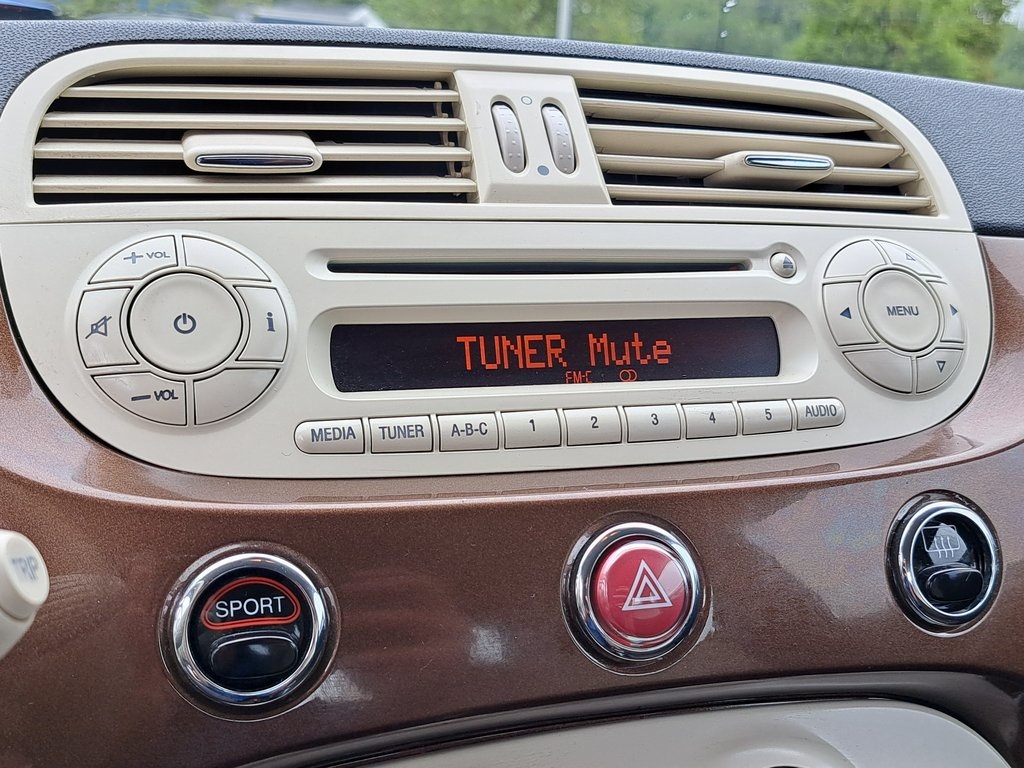 + VOL
i
MENU
TUNER Mute
FM-C
— VOL
MEDIA TUNER A-B-C 1 2 3 4 5 AUDIO
TRIP
SPORT